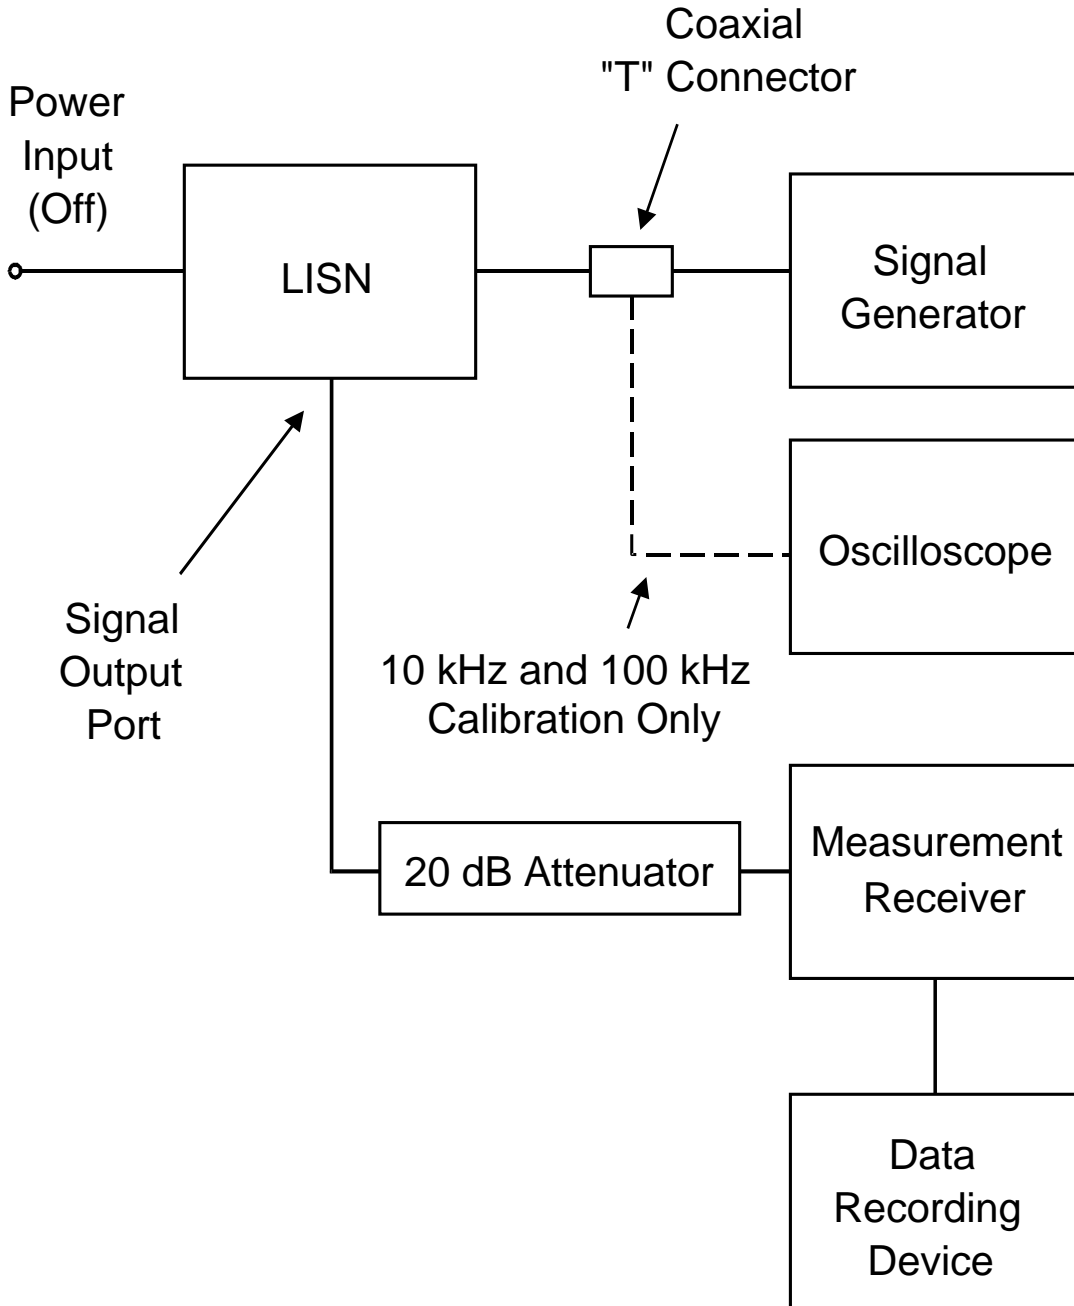 Coaxial
"T" Connector
Power
Input
(Off)
LISN
Signal
Generator
Oscilloscope
Signal
Output
Port
10 kHz and 100 kHz
Calibration Only
20 dB Attenuator
Measurement
Receiver
Data
Recording
Device